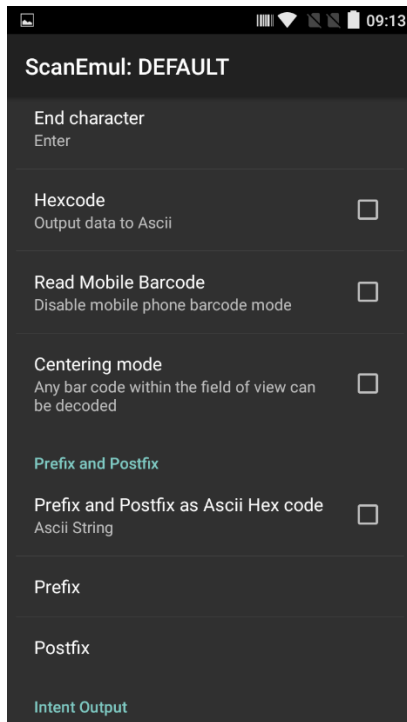 09:13
ScanEmul: DEFAULT
End character
Enter
Hexcode
Output data to Ascii
Read Mobile Barcode
Disable mobile phone barcode mode
Centering mode
Any bar code within the field of view can
be decoded
Prefix and Postfix
Prefix and Postfix as Ascii Hex code
Ascii String
Prefix
Postfix
Intent Output